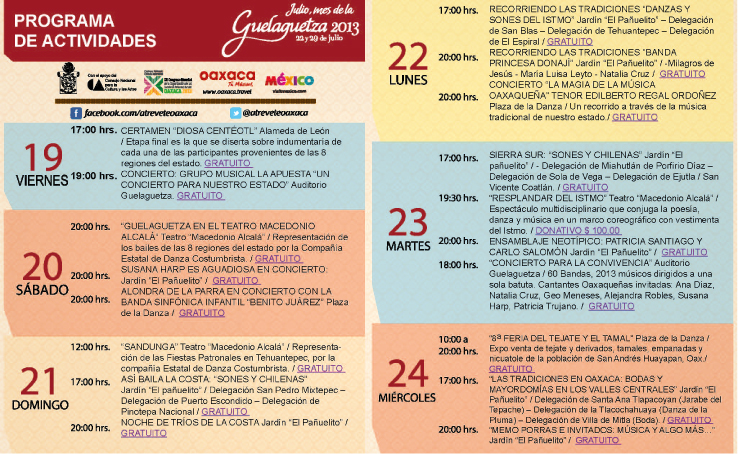 PROGRAMA
DE ACTIVIDADES
Julio, mes de la
Guelaguetza 2013
22 y 29 de julio
Con el apoyo del
Consejo Nacional
para la
Cultura y las Artes
oaxaca
www.oaxaca.travel
méxico
visitmexico.com
facebook.com/atreveteoaxaca
@atreveteoaxaca
19
VIERNES
17:00 hrs. CERTAMEN "DIOSA CENTÉOTL" Alameda de León
/ Etapa final es la que se diserta sobre indumentaria de
cada una de las participantes provenientes de las 8
regiones del estado. GRATUITO
19:00 hrs. CONCIERTO: GRUPO MUSICAL LA APUESTA "UN
CONCIERTO PARA NUESTRO ESTADO" Auditorio
Guelaguetza. GRATUITO
20
SÁBADO
20:00 hrs. "GUELAGUETZA EN EL TEATRO MACEDONIO
ALCALÁ" Teatro "Macedonio Alcalá" / Representación de
los bailes de las 8 regiones del estado por la Compañía
Estatal de Danza Costumbrista. / GRATUITO
20:00 hrs. SUSANA HARP ES AGUADIOSA EN CONCIERTO:
Jardín "El Pañuelito" / GRATUITO
20:00 hrs. ALONDRA DE LA PARRA EN CONCIERTO CON LA
BANDA SINFÓNICA INFANTIL "BENITO JUÁREZ" Plaza
de la Danza / GRATUITO
21
DOMINGO
12:00 hrs. "SANDUNGA" Teatro "Macedonio Alcalá" / Representa-
ción de las Fiestas Patronales en Tehuantepec, por la
compañía Estatal de Danza Costumbrista. / GRATUITO
17:00 hrs. ASÍ BAILA LA COSTA: "SONES Y CHILENAS"
Jardín "El pañuelito" / Delegación San Pedro Mixtepec –
Delegación de Puerto Escondido – Delegación de
Pinotepa Nacional / GRATUITO
20:00 hrs. NOCHE DE TRÍOS DE LA COSTA Jardín "El Pañuelito" /
GRATUITO
22
LUNES
17:00 hrs. RECORRIENDO LAS TRADICIONES "DANZAS Y
SONES DEL ISTMO" Jardín "El Pañuelito" – Delegación
de San Blas – Delegación de Tehuantepec – Delegación
de El Espiral / GRATUITO
20:00 hrs. RECORRIENDO LAS TRADICIONES "BANDA
PRINCESA DONAJÍ" Jardín "El Pañuelito" / -Milagros de
Jesús - María Luisa Leyto - Natalia Cruz / GRATUITO
20:00 hrs. CONCIERTO "LA MAGIA DE LA MÚSICA
OAXAQUEÑA" TENOR EDILBERTO REGAL ORDOÑEZ
Plaza de la Danza / Un recorrido a través de la música
tradicional de nuestro estado./ GRATUITO
23
MARTES
17:00 hrs. SIERRA SUR: "SONES Y CHILENAS" Jardín "El
pañuelito" / - Delegación de Miahutlán de Porfirio Díaz –
Delegación de Sola de Vega – Delegación de Ejutla / San
Vicente Coatlán. / GRATUITO
19:30 hrs. "RESPLANDAR DEL ISTMO" Teatro "Macedonio Alcalá" /
Espectáculo multidisciplinario que conjuga la poesía,
danza y música en un marco coreográfico con vestimenta
del Istmo. / DONATIVO $ 100.00
20:00 hrs. ENSAMBLAJE NEOTÍPICO: PATRICIA SANTIAGO Y
CARLO SALOMÓN Jardín "El Pañuelito" / GRATUITO
18:00 hrs. "CONCIERTO PARA LA CONVIVENCIA" Auditorio
Guelaguetza / 60 Bandas, 2013 músicos dirigidos a una
sola batuta. Cantantes Oaxaqueñas invitadas: Ana Díaz,
Natalia Cruz, Geo Meneses, Alejandra Robles, Susana
Harp, Patricia Trujano. / GRATUITO
24
MIÉRCOLES
10:00 a
20:00 hrs.
"8ª FERIA DEL TEJATE Y EL TAMAL" Plaza de la Danza /
Expo venta de tejate y derivados, tamales, empanadas y
nicuatole de la población de San Andrés Huayapan, Oax./
GRATUITO
17:00 hrs. "LAS TRADICIONES EN OAXACA: BODAS Y
MAYORDOMÍAS EN LOS VALLES CENTRALES" Jardín "El
Pañuelito" / Delegación de Santa Ana Tlapacoyan (Jarabe del
Tepache) – Delegación de la Tlacochahuaya (Danza de la
Pluma) – Delegación de Villa de Mitla (Boda). / GRATUITO
20:00 hrs. "MEMO PORRAS E INVITADOS: MÚSICA Y ALGO MÁS..."
Jardín "El Pañuelito" / GRATUITO